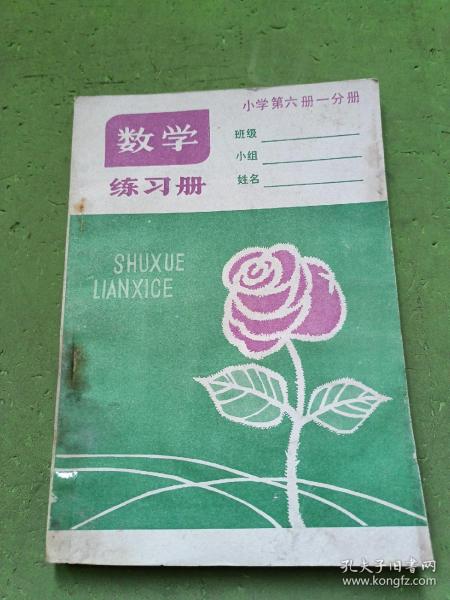 小学第六册一分册
数学
练习册
班级
小组
姓名
SHUXUE
LIANXICE
孔夫子旧书网
www.kongfz.com